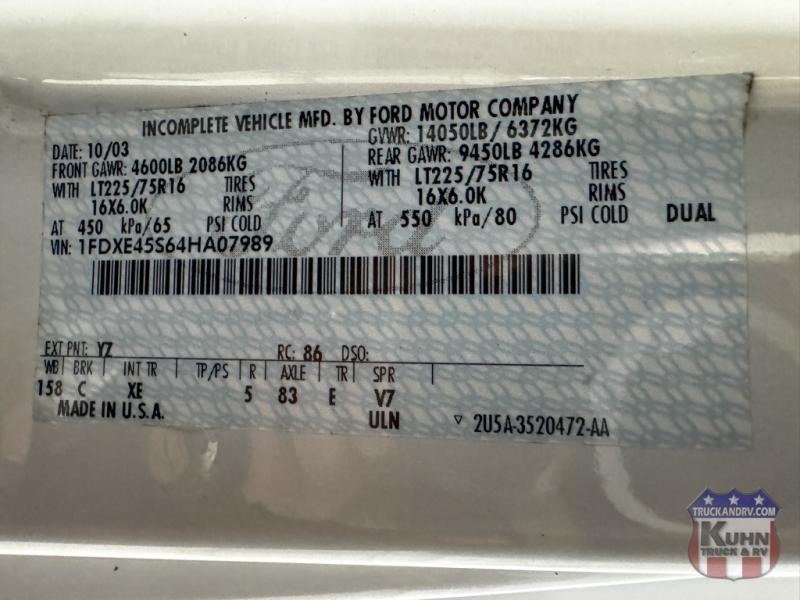 INCOMPLETE VEHICLE MFD. BY FORD MOTOR COMPANY
DATE: 10/03 GVWR: 14050LB/ 6372KG
FRONT GAWR: 4600LB 2086KG REAR GAWR: 9450LB 4286KG
WITH LT225/75R16 TIRES WITH LT225/75R16 TIRES
16X6.0K RIMS 16X6.0K RIMS
AT 450 kPa/65 PSI COLD AT 550 kPa/80 PSI COLD DUAL
VIN: 1FDXE45S64HA07989
Ford
EXT PNT: YZ RC: 86 DSO:
WB BRK INT TR TP/PS R AXLE TR SPR
158 C XE 5 83 E V7
MADE IN U.S.A. ULN ▽ 2U5A-3520472-AA
TRUCKANDRV.COM
KUHN
TRUCK & RV